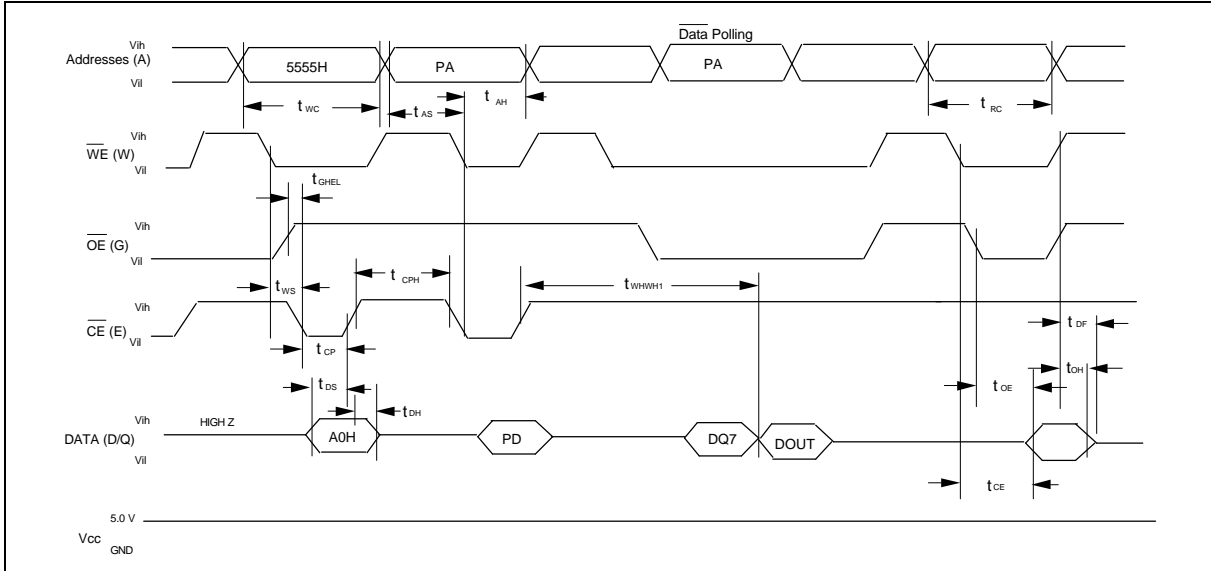 Data Polling
Vih
Addresses (A)
Vil
5555H
PA
PA
t WC
t AS
t AH
t RC
Vih
WE (W)
Vil
t GHEL
Vih
OE (G)
Vil
t WS
t CPH
t WHWH1
Vih
CE (E)
Vil
t CP
t DF
t OH
t OE
t DS
t DH
Vih
HIGH Z
DATA (D/Q)
Vil
A0H
PD
DQ7
DOUT
t CE
5.0 V
Vcc
GND